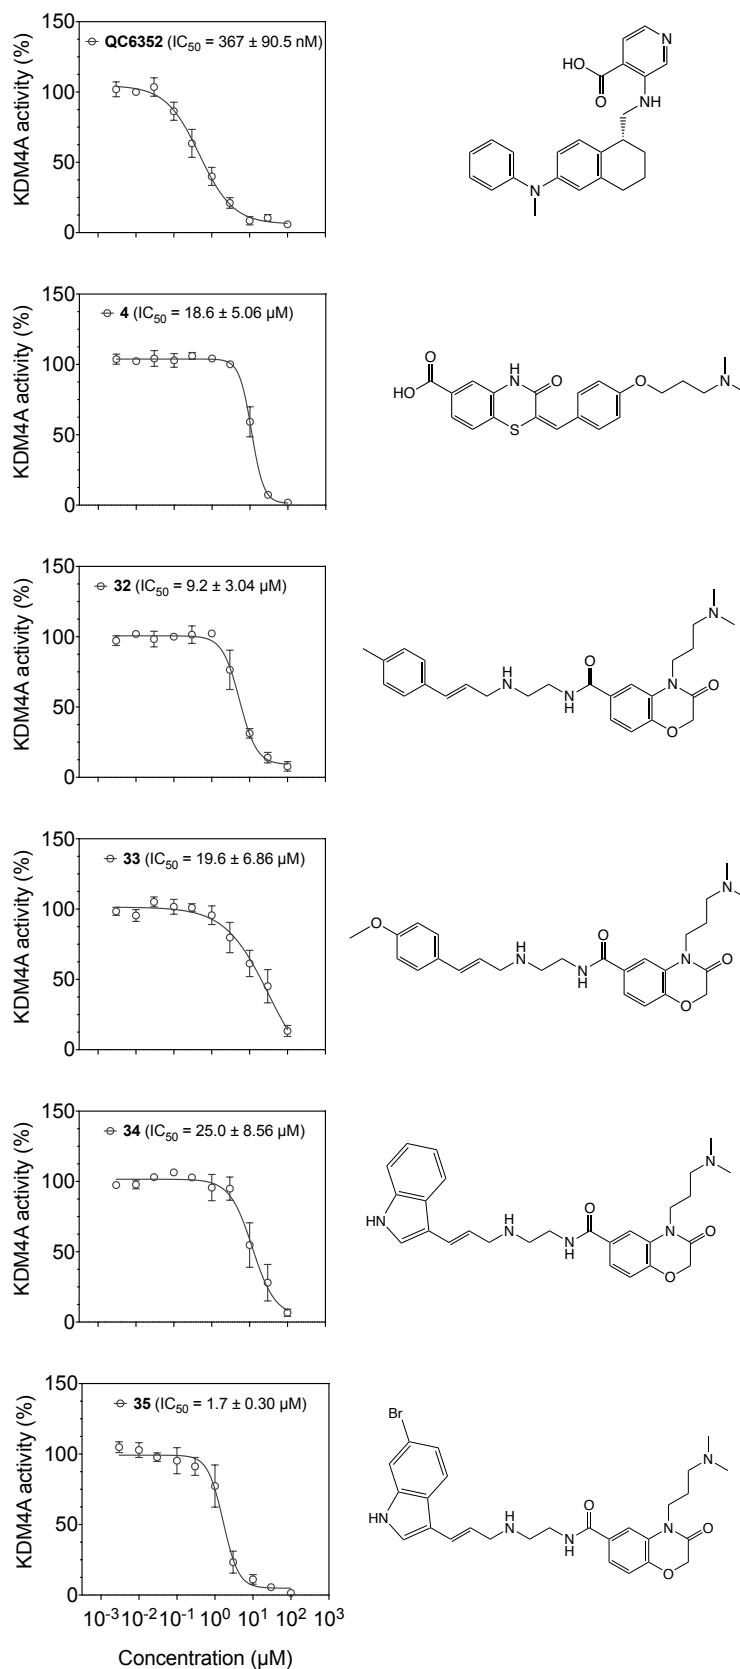 150
100
50
0
KDM4A activity (%)
QC6352 (IC50 = 367 ± 90.5 nM)
HO
O
N
NH
N
150
100
50
0
KDM4A activity (%)
4 (IC50 = 18.6 ± 5.06 µM)
O
HO
H
N
O
S
O
N
150
100
50
0
KDM4A activity (%)
32 (IC50 = 9.2 ± 3.04 µM)
H
N
O
N
H
N
O
O
N
150
100
50
0
KDM4A activity (%)
33 (IC50 = 19.6 ± 6.86 µM)
O
H
N
O
N
H
N
O
O
N
150
100
50
0
KDM4A activity (%)
34 (IC50 = 25.0 ± 8.56 µM)
HN
H
N
O
N
H
N
O
O
N
150
100
50
0
KDM4A activity (%)
35 (IC50 = 1.7 ± 0.30 µM)
Br
HN
H
N
O
N
H
N
O
O
N
10-3 10-2 10-1 100 101 102 103
Concentration (µM)